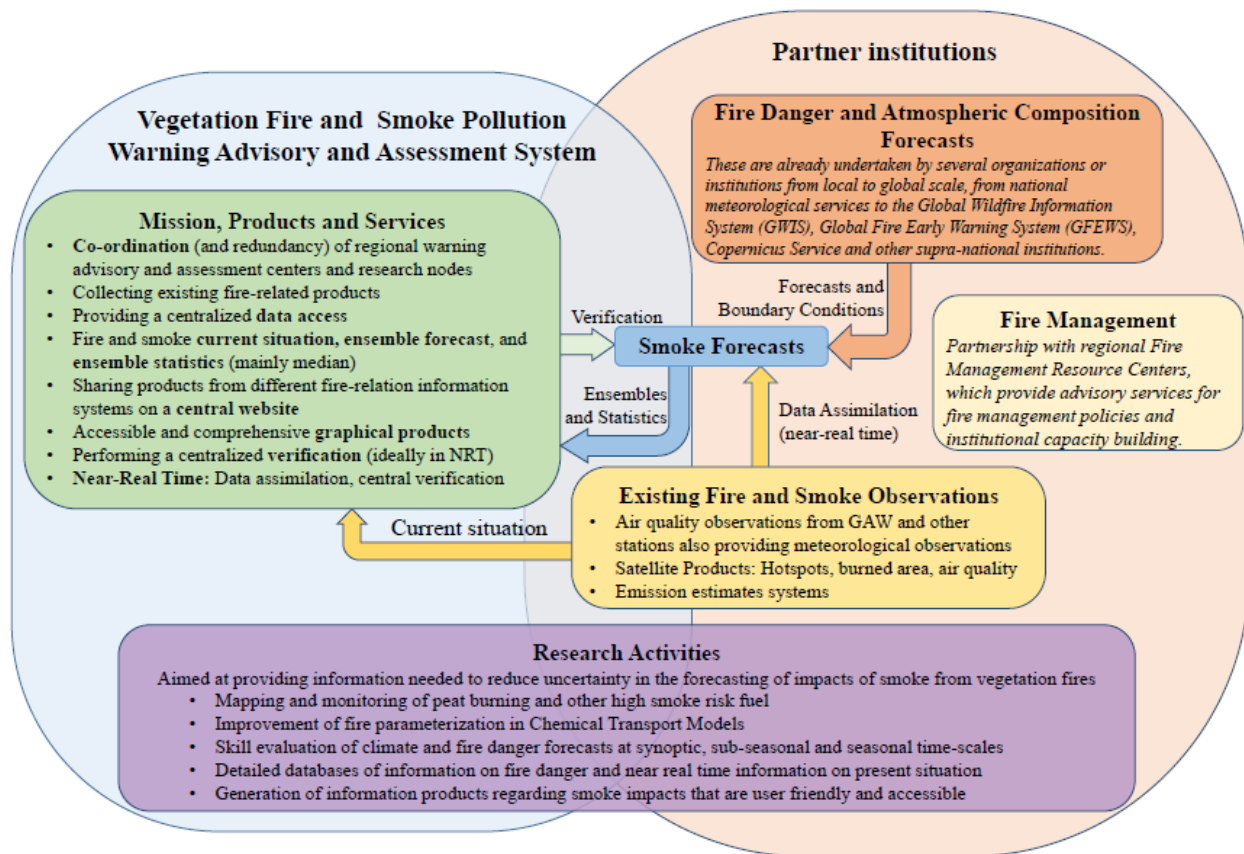 Partner institutions
Vegetation Fire and Smoke Pollution
Warning Advisory and Assessment System
Mission, Products and Services
• Co-ordination (and redundancy) of regional warning
advisory and assessment centers and research nodes
• Collecting existing fire-related products
• Providing a centralized data access
• Fire and smoke current situation, ensemble forecast, and
ensemble statistics (mainly median)
• Sharing products from different fire-relation information
systems on a central website
• Accessible and comprehensive graphical products
• Performing a centralized verification (ideally in NRT)
• Near-Real Time: Data assimilation, central verification
Fire Danger and Atmospheric Composition
Forecasts
These are already undertaken by several organizations or
institutions from local to global scale, from national
meteorological services to the Global Wildfire Information
System (GWIS), Global Fire Early Warning System (GFEWS),
Copernicus Service and other supra-national institutions.
Forecasts and
Boundary Conditions
Verification
Smoke Forecasts
Ensembles
and Statistics
Data Assimilation
(near-real time)
Fire Management
Partnership with regional Fire
Management Resource Centers,
which provide advisory services for
fire management policies and
institutional capacity building.
Existing Fire and Smoke Observations
• Air quality observations from GAW and other
stations also providing meteorological observations
• Satellite Products: Hotspots, burned area, air quality
• Emission estimates systems
Current situation
Research Activities
Aimed at providing information needed to reduce uncertainty in the forecasting of impacts of smoke from vegetation fires
• Mapping and monitoring of peat burning and other high smoke risk fuel
• Improvement of fire parameterization in Chemical Transport Models
• Skill evaluation of climate and fire danger forecasts at synoptic, sub-seasonal and seasonal time-scales
• Detailed databases of information on fire danger and near real time information on present situation
• Generation of information products regarding smoke impacts that are user friendly and accessible